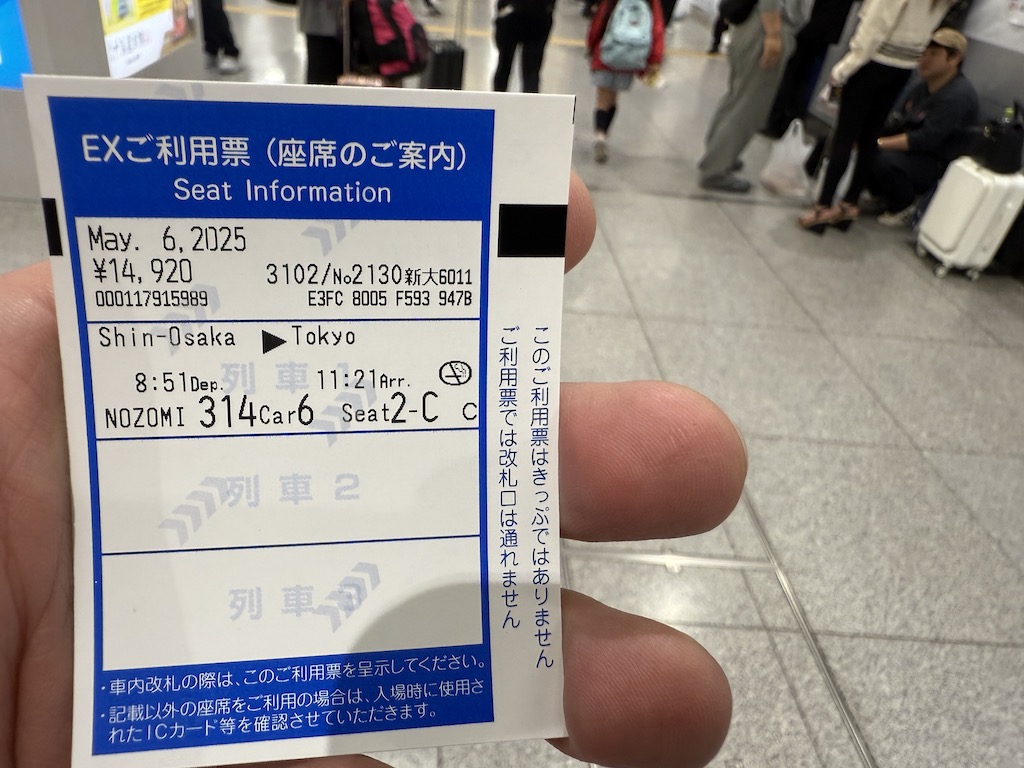 EXご利用票（座席のご案内）
Seat Information
May. 6,2025
¥14,920
3102/No2130新大6011
000117915989
E3FC 8005 F593 947B
Shin-Osaka ▶ Tokyo
列車1
8:51Dep. 11:21Arr.
NOZOMI 314 Car6 Seat2-C C
列車2
列車3
・車内改札の際は、このご利用票を呈示してください。
・記載以外の座席をご利用の場合は、入場時に使用さ
れたICカード等を確認させていただきます。
このご利用票はきっぷではありません
ご利用票では改札口は通れません